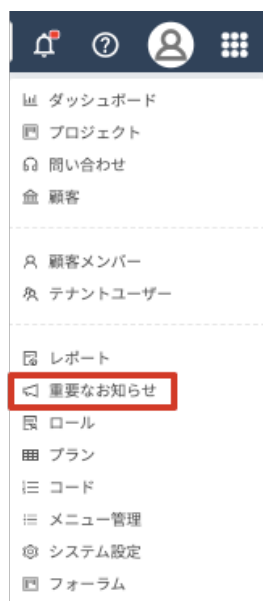 ダッシュボード
プロジェクト
問い合わせ
顧客
顧客メンバー
テナントユーザー
レポート
重要なお知らせ
ロール
プラン
コード
メニュー管理
システム設定
フォーラム